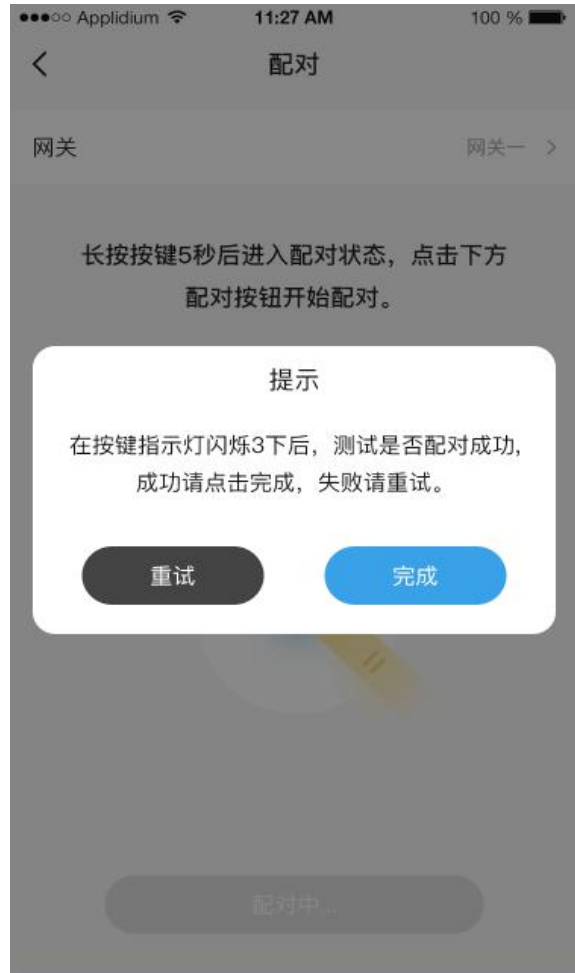 Applidium 11:27 AM 100 %
配对
网关 网关一
长按按键5秒后进入配对状态，点击下方
配对按钮开始配对。
提示
在按键指示灯闪烁3下后，测试是否配对成功,
成功请点击完成，失败请重试。
重试 完成
配对中...